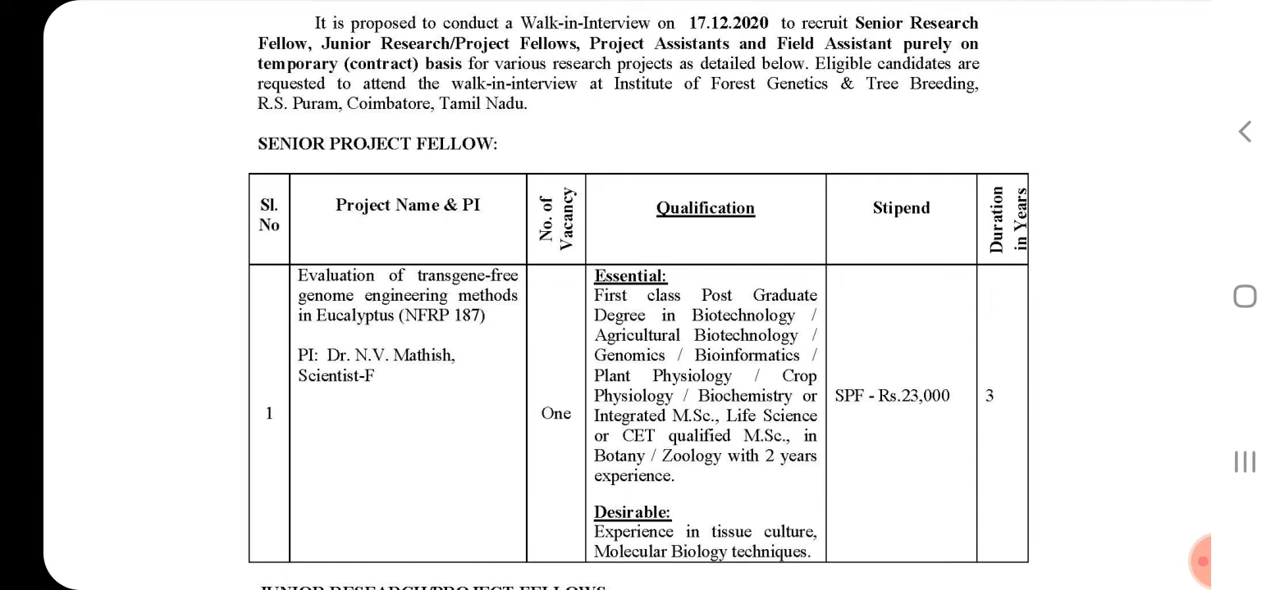 It is proposed to conduct a Walk-in-Interview on 17.12.2020 to recruit Senior Research
Fellow, Junior Research/Project Fellows, Project Assistants and Field Assistant purely on
temporary (contract) basis for various research projects as detailed below. Eligible candidates are
requested to attend the walk-in-interview at Institute of Forest Genetics & Tree Breeding,
R.S. Puram, Coimbatore, Tamil Nadu.
SENIOR PROJECT FELLOW:
Sl.
No
Project Name & PI
No. of
Vacancy
Qualification
Stipend
Duration
in Years
1
Evaluation of transgene-free
genome engineering methods
in Eucalyptus (NFRP 187)
PI: Dr. N.V. Mathish,
Scientist-F
One
Essential:
First class Post Graduate
Degree in Biotechnology /
Agricultural Biotechnology /
Genomics / Bioinformatics /
Plant Physiology / Crop
Physiology / Biochemistry or
Integrated M.Sc., Life Science
or CET qualified M.Sc., in
Botany / Zoology with 2 years
experience.
Desirable:
Experience in tissue culture,
Molecular Biology techniques.
SPF - Rs.23,000
3
JUNIOR RESEARCH/PROJECT FELLOWS